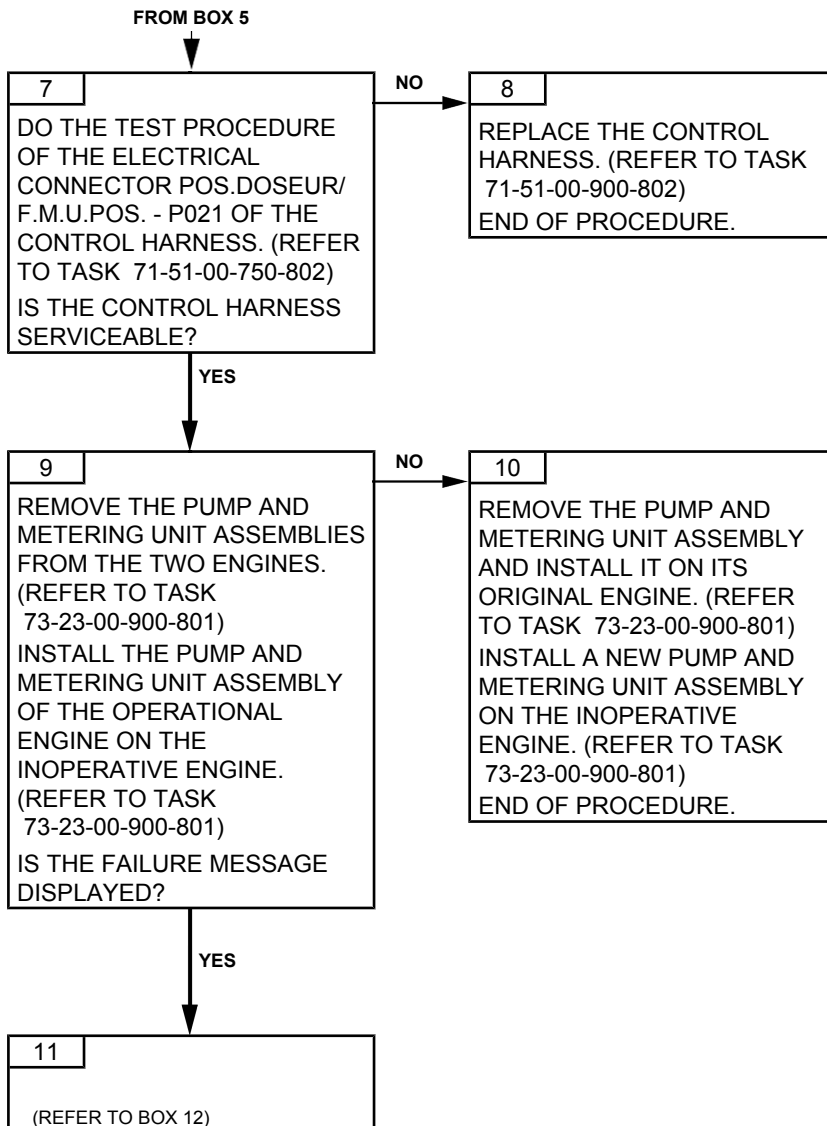 FROM BOX 5
7
DO THE TEST PROCEDURE
OF THE ELECTRICAL
CONNECTOR POS.DOSEUR/
F.M.U.POS. - P021 OF THE
CONTROL HARNESS. (REFER
TO TASK 71-51-00-750-802)
IS THE CONTROL HARNESS
SERVICEABLE?
NO
8
REPLACE THE CONTROL
HARNESS. (REFER TO TASK
71-51-00-900-802)
END OF PROCEDURE.
YES
9
REMOVE THE PUMP AND
METERING UNIT ASSEMBLIES
FROM THE TWO ENGINES.
(REFER TO TASK
73-23-00-900-801)
INSTALL THE PUMP AND
METERING UNIT ASSEMBLY
OF THE OPERATIONAL
ENGINE ON THE
INOPERATIVE ENGINE.
(REFER TO TASK
73-23-00-900-801)
IS THE FAILURE MESSAGE
DISPLAYED?
NO
10
REMOVE THE PUMP AND
METERING UNIT ASSEMBLY
AND INSTALL IT ON ITS
ORIGINAL ENGINE. (REFER
TO TASK 73-23-00-900-801)
INSTALL A NEW PUMP AND
METERING UNIT ASSEMBLY
ON THE INOPERATIVE
ENGINE. (REFER TO TASK
73-23-00-900-801)
END OF PROCEDURE.
YES
11
(REFER TO BOX 12)